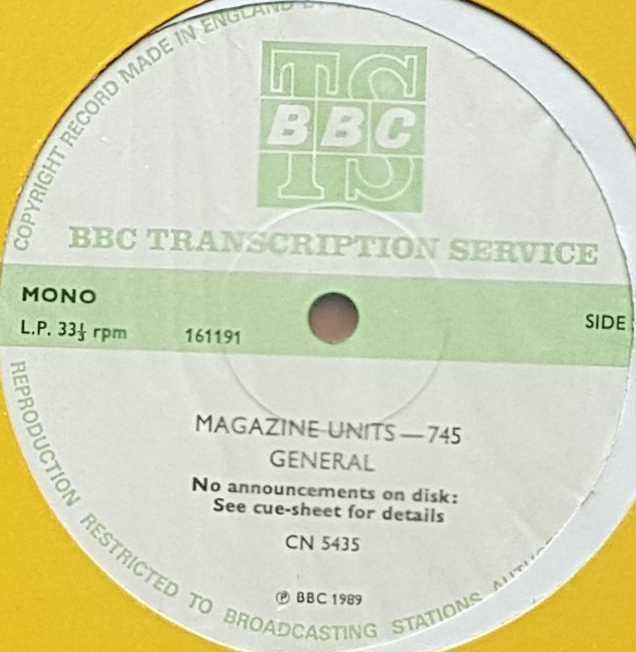 COPYRIGHT RECORD MADE IN ENGLAND
TS
BBC
BBC TRANSCRIPTION SERVICE
MONO
L.P. 33⅓ rpm
161191
SIDE
MAGAZINE UNITS—745
GENERAL
No announcements on disk:
See cue-sheet for details
CN 5435
℗ BBC 1989
REPRODUCTION RESTRICTED TO BROADCASTING STATIONS